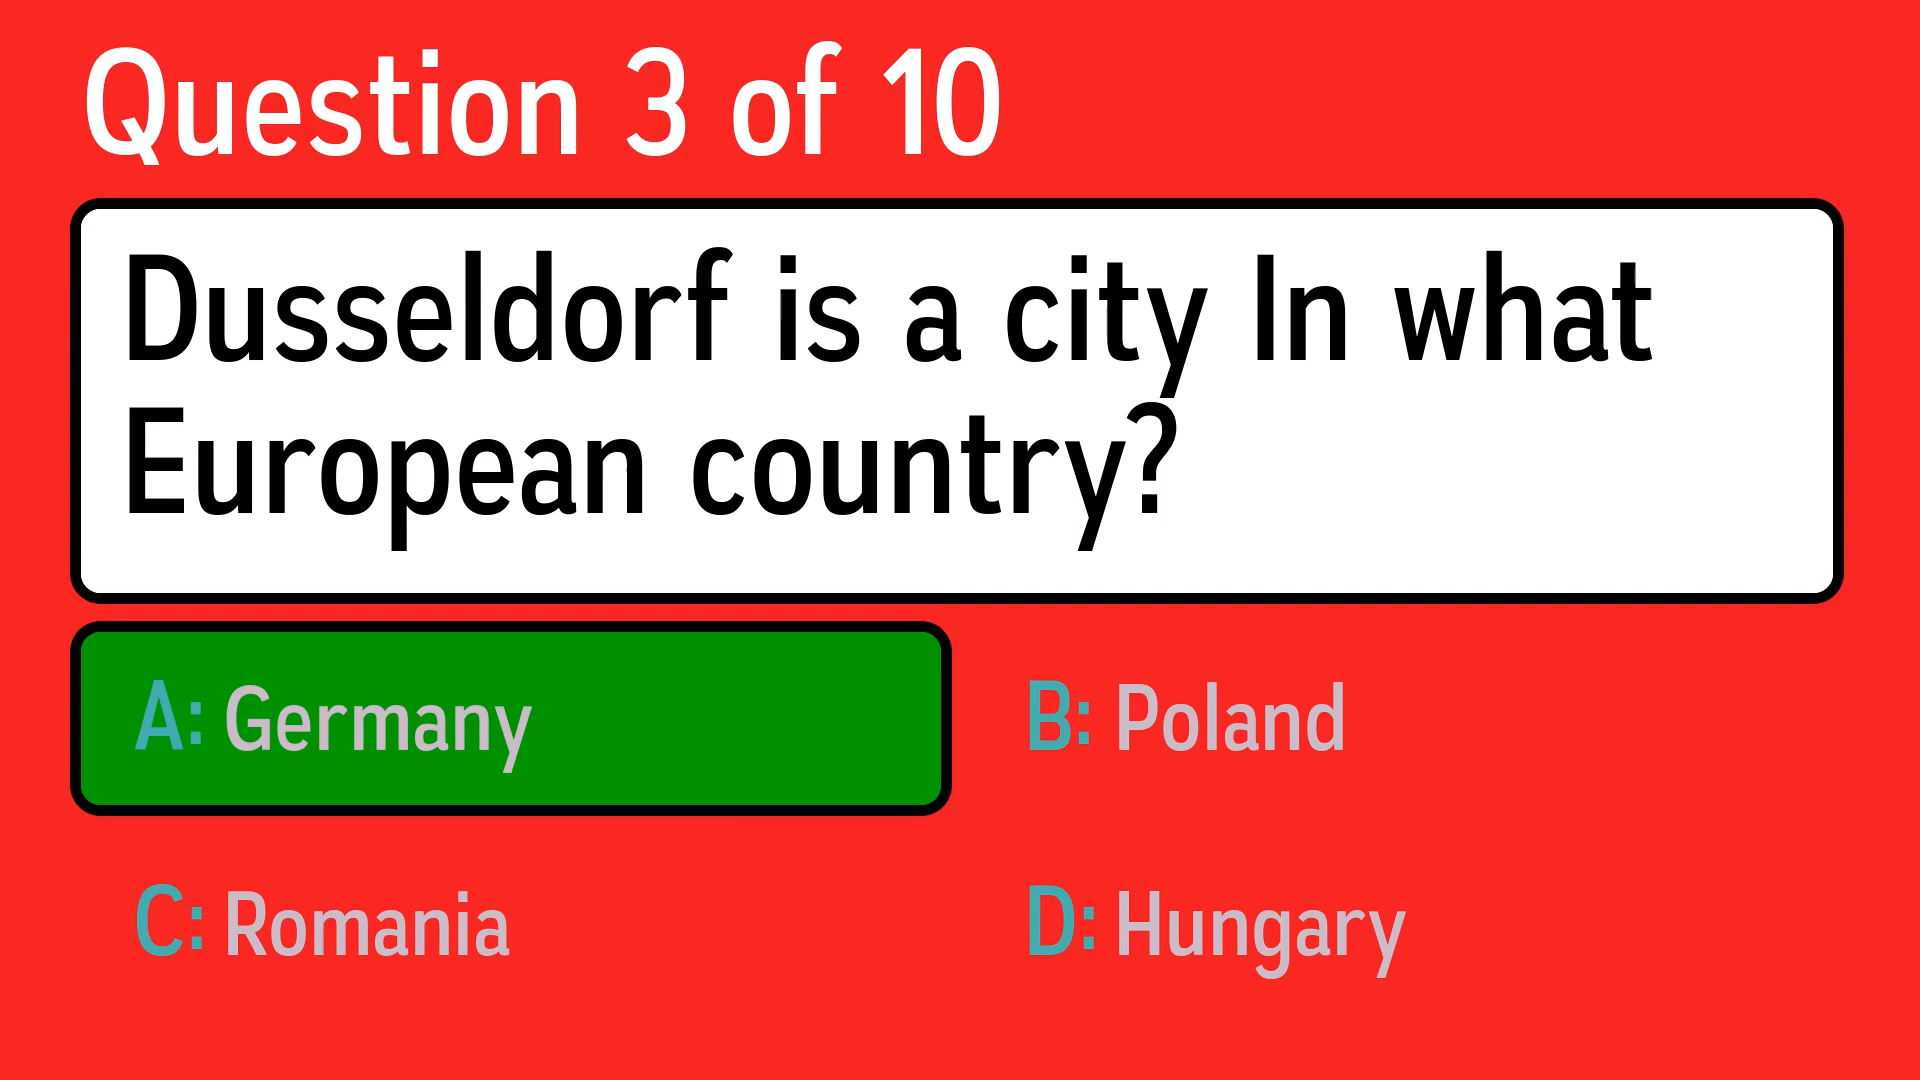 Question 3 of 10
Dusseldorf is a city In what
European country?
A: Germany
B: Poland
C: Romania
D: Hungary